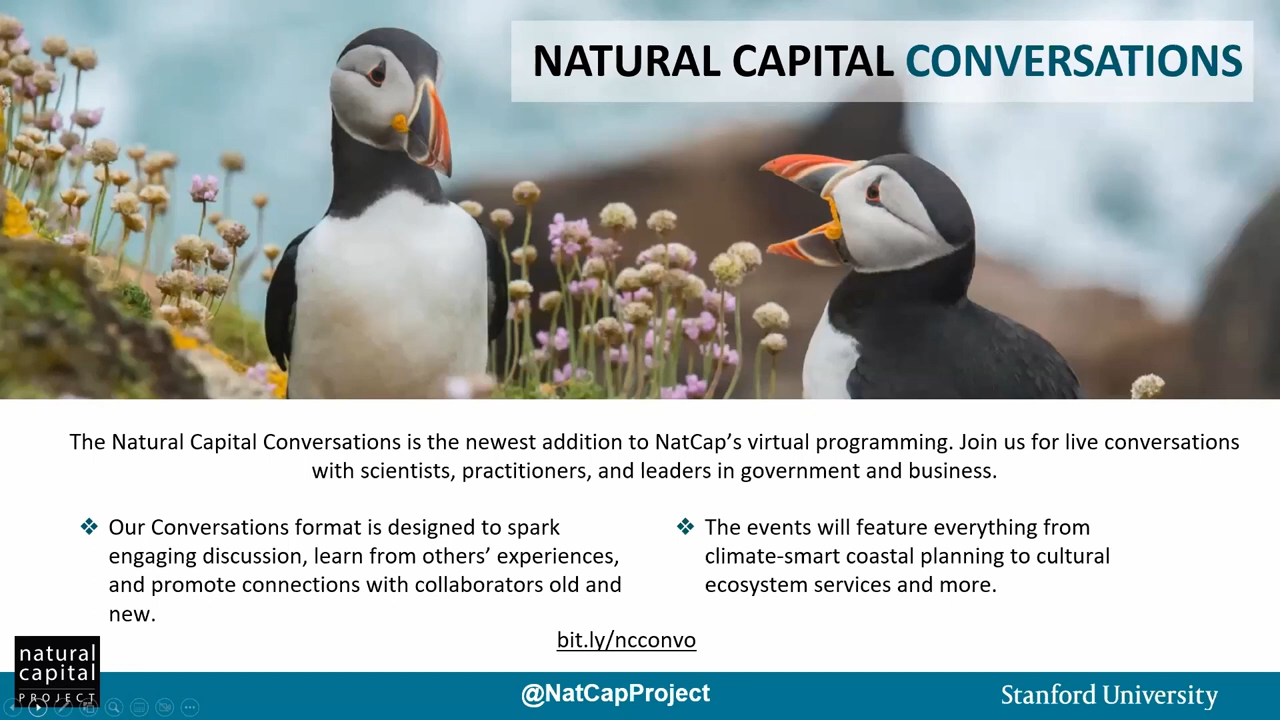 NATURAL CAPITAL CONVERSATIONS
The Natural Capital Conversations is the newest addition to NatCap’s virtual programming. Join us for live conversations
with scientists, practitioners, and leaders in government and business.
❖ Our Conversations format is designed to spark
engaging discussion, learn from others’ experiences,
and promote connections with collaborators old and
new.
❖ The events will feature everything from
climate-smart coastal planning to cultural
ecosystem services and more.
bit.ly/ncconvo
natural
capital
PROJECT
@NatCapProject
Stanford University